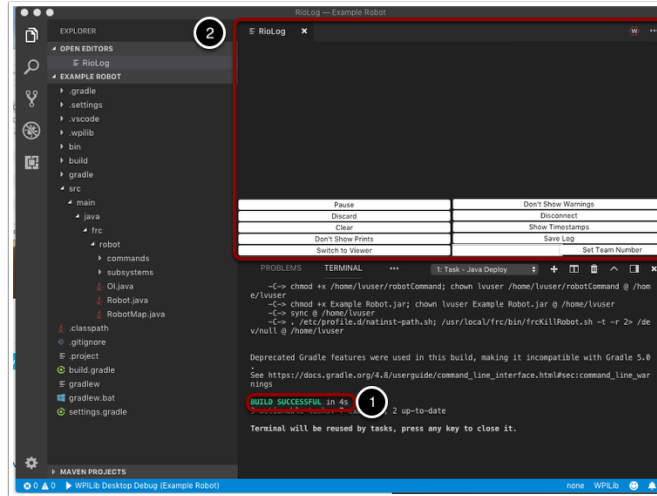 RioLog — Example Robot
EXPLORER
OPEN EDITORS
RioLog
EXAMPLE ROBOT
.gradle
.settings
.vscode
.wpilib
bin
build
gradle
src
main
java
frc
robot
commands
subsystems
OI.java
Robot.java
RobotMap.java
.classpath
.gitignore
.project
build.gradle
gradlew
gradlew.bat
settings.gradle
MAVEN PROJECTS
2
RioLog
W
Pause
Don't Show Warnings
Discard
Disconnect
Clear
Show Timestamps
Don't Show Prints
Save Log
Switch to Viewer
Set Team Number
PROBLEMS TERMINAL
1: Task - Java Deploy
-C-> chmod +x /home/lvuser/robotCommand; chown lvuser /home/lvuser/robotCommand @ /hom
e/lvuser
-C-> chmod +x Example Robot.jar; chown lvuser Example Robot.jar @ /home/lvuser
-C-> sync @ /home/lvuser
-C-> . /etc/profile.d/natinst-path.sh; /usr/local/frc/bin/frcKillRobot.sh -t -r 2> /de
v/null @ /home/lvuser
Deprecated Gradle features were used in this build, making it incompatible with Gradle 5.0
.
See https://docs.gradle.org/4.8/userguide/command_line_interface.html#sec:command_line_war
nings
BUILD SUCCESSFUL in 4s
1
2 up-to-date
Terminal will be reused by tasks, press any key to close it.
0 0 WPILib Desktop Debug (Example Robot)
none WPILib